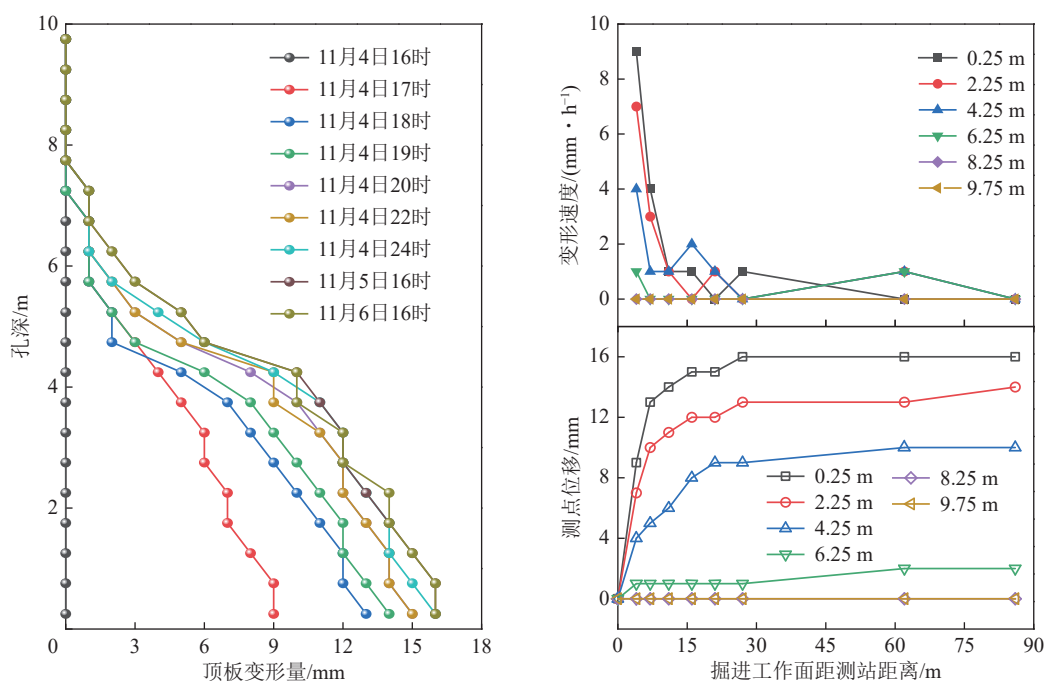 10
8
6
4
2
0
3
6
9
12
15
18
孔深/m
顶板变形量/mm
11月4日16时
11月4日17时
11月4日18时
11月4日19时
11月4日20时
11月4日22时
11月4日24时
11月5日16时
11月6日16时
10
8
6
4
2
0
变形速度/(mm·h⁻¹)
0.25 m
2.25 m
4.25 m
6.25 m
8.25 m
9.75 m
16
12
8
4
0
测点位移/mm
0.25 m
2.25 m
4.25 m
6.25 m
8.25 m
9.75 m
0
15
30
45
60
75
90
掘进工作面距测站距离/m